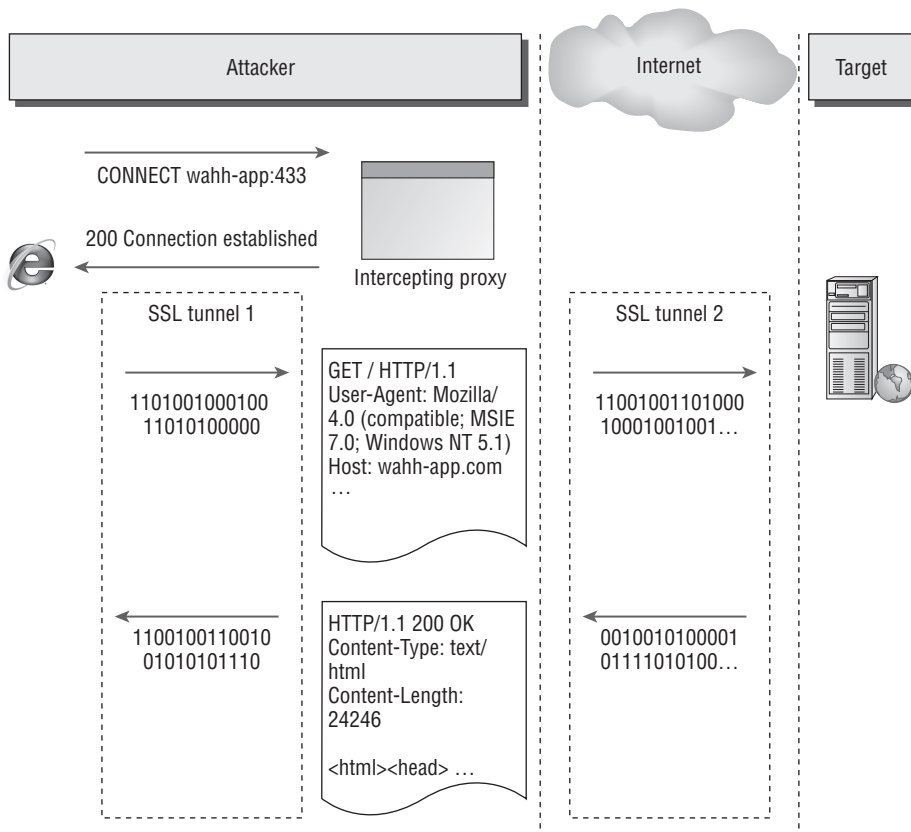 Attacker
Internet
Target
CONNECT wahh-app:433
200 Connection established
Intercepting proxy
SSL tunnel 1
SSL tunnel 2
1101001000100
11010100000
GET / HTTP/1.1
User-Agent: Mozilla/
4.0 (compatible; MSIE
7.0; Windows NT 5.1)
Host: wahh-app.com
…
11001001101000
10001001001…
1100100110010
01010101110
HTTP/1.1 200 OK
Content-Type: text/
html
Content-Length:
24246
<html><head> …
0010010100001
01111010100…